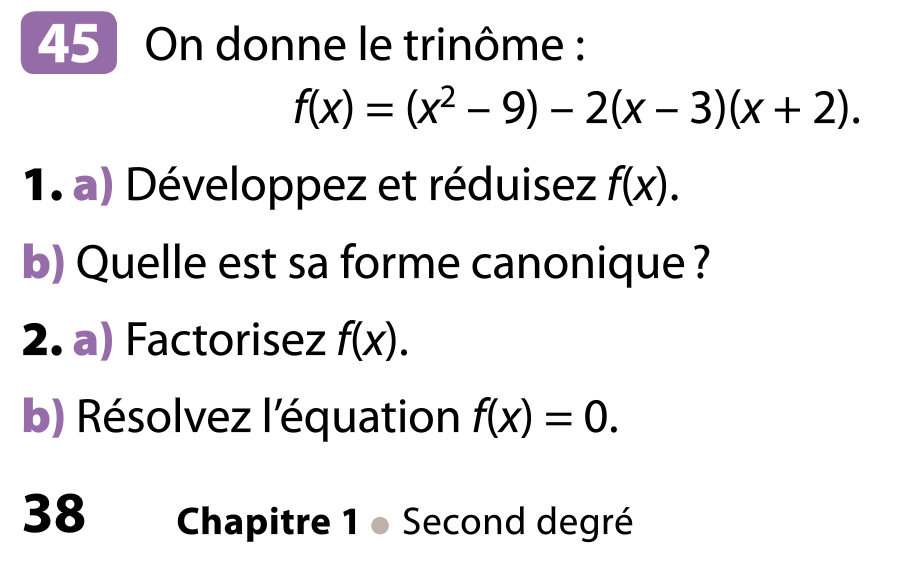 45 On donne le trinôme :
f(x) = (x² – 9) – 2(x – 3)(x + 2).
1. a) Développez et réduisez f(x).
b) Quelle est sa forme canonique ?
2. a) Factorisez f(x).
b) Résolvez l’équation f(x) = 0.
38 Chapitre 1 ● Second degré